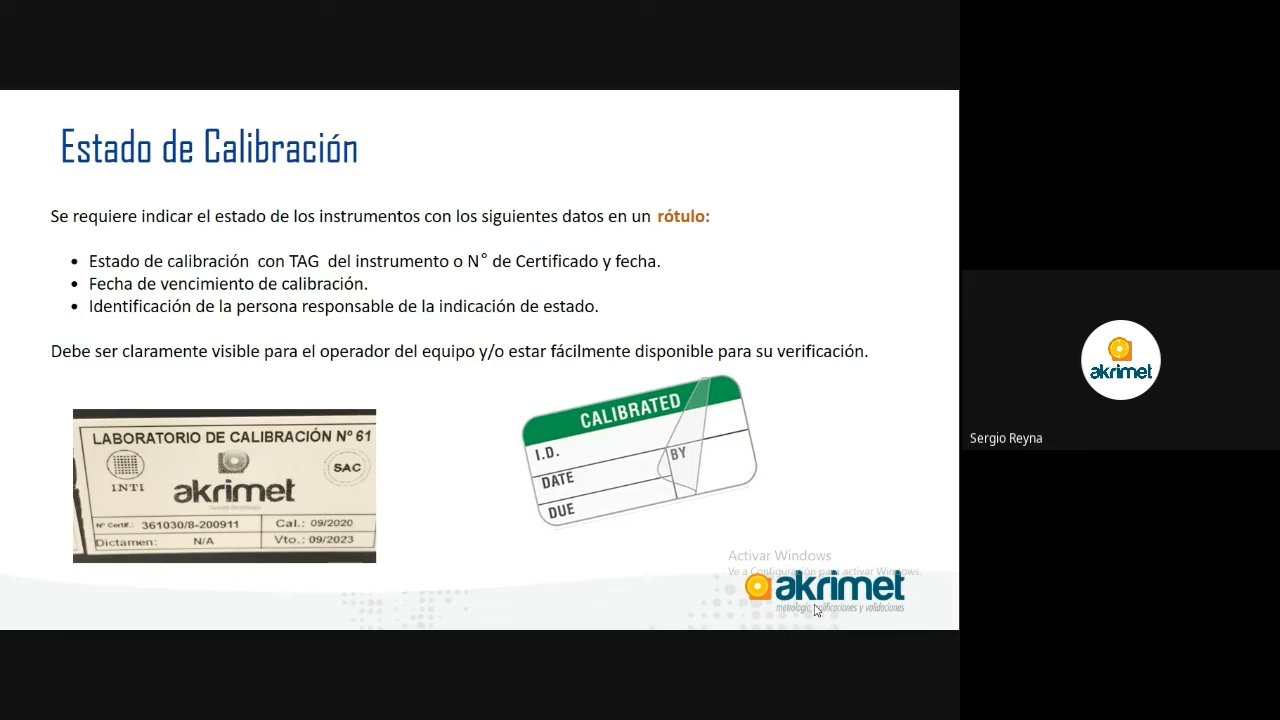 Estado de Calibración
Se requiere indicar el estado de los instrumentos con los siguientes datos en un rótulo:
• Estado de calibración con TAG del instrumento o N° de Certificado y fecha.
• Fecha de vencimiento de calibración.
• Identificación de la persona responsable de la indicación de estado.
Debe ser claramente visible para el operador del equipo y/o estar fácilmente disponible para su verificación.
LABORATORIO DE CALIBRACIÓN Nº 61
INTI
akrimet
SAC
Nº Certif.: 361030/8-200911
Cal.: 09/2020
Dictamen: N/A
Vto.: 09/2023
CALIBRATED
I.D.
BY
DATE
DUE
Activar Windows
Ve a Configuración para activar Windows.
akrimet
metrología, calificaciones y validaciones
akrimet
Sergio Reyna